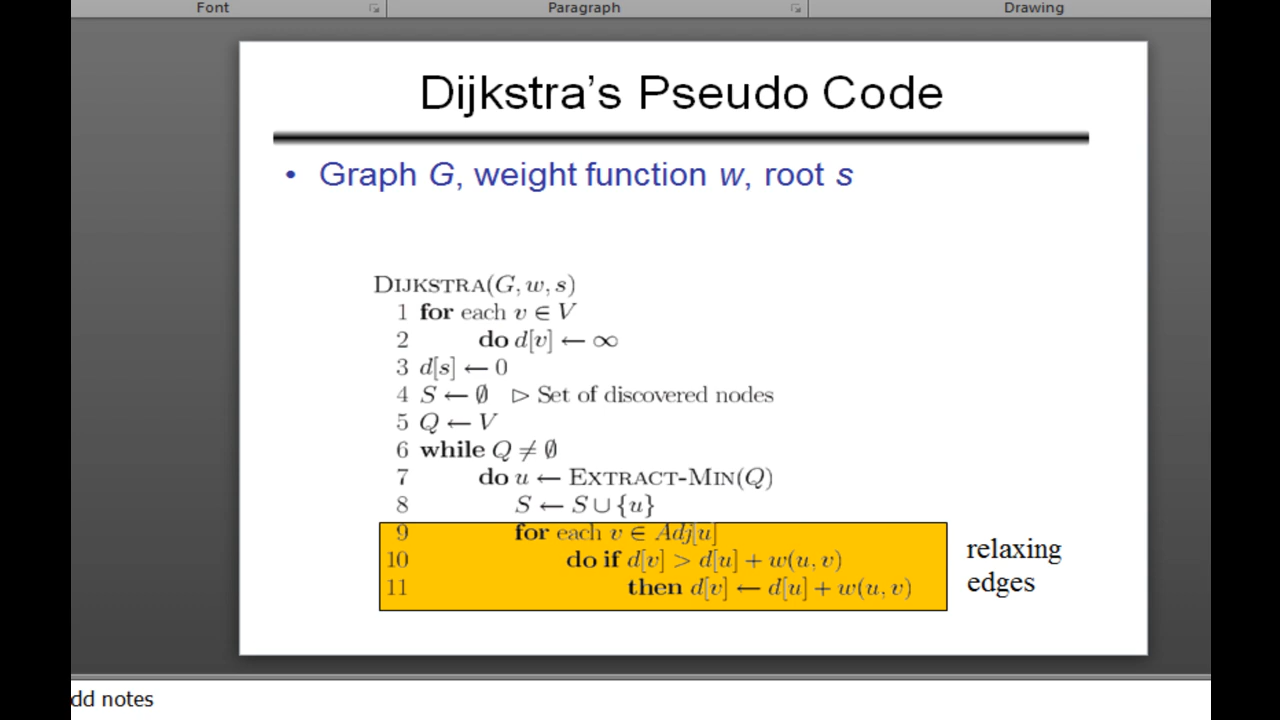 Font Paragraph Drawing
Dijkstra's Pseudo Code
• Graph G, weight function w, root s
DIJKSTRA(G, w, s)
1 for each v ∈ V
2 do d[v] ← ∞
3 d[s] ← 0
4 S ← ∅ ▷ Set of discovered nodes
5 Q ← V
6 while Q ≠ ∅
7 do u ← EXTRACT-MIN(Q)
8 S ← S ∪ {u}
9 for each v ∈ Adj[u]
10 do if d[v] > d[u] + w(u, v)
11 then d[v] ← d[u] + w(u, v)
relaxing
edges
dd notes